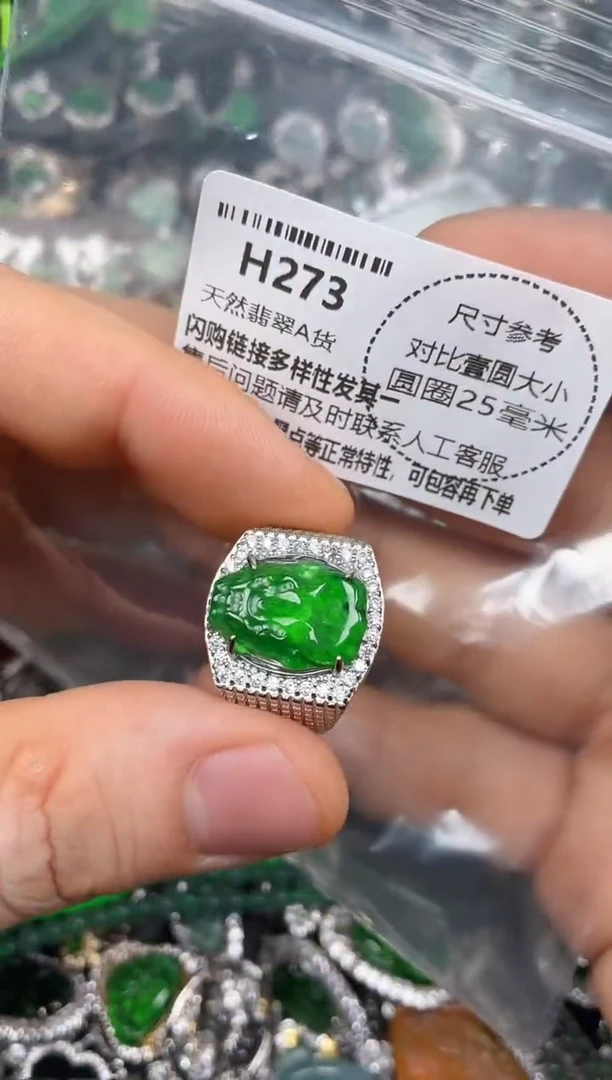 H273
天然翡翠A货
闪购链接多样性发其一
售后问题请及时联系人工客服
点等正常特性，可包容再下单
尺寸参考
对比壹圆大小
圆圈25毫米